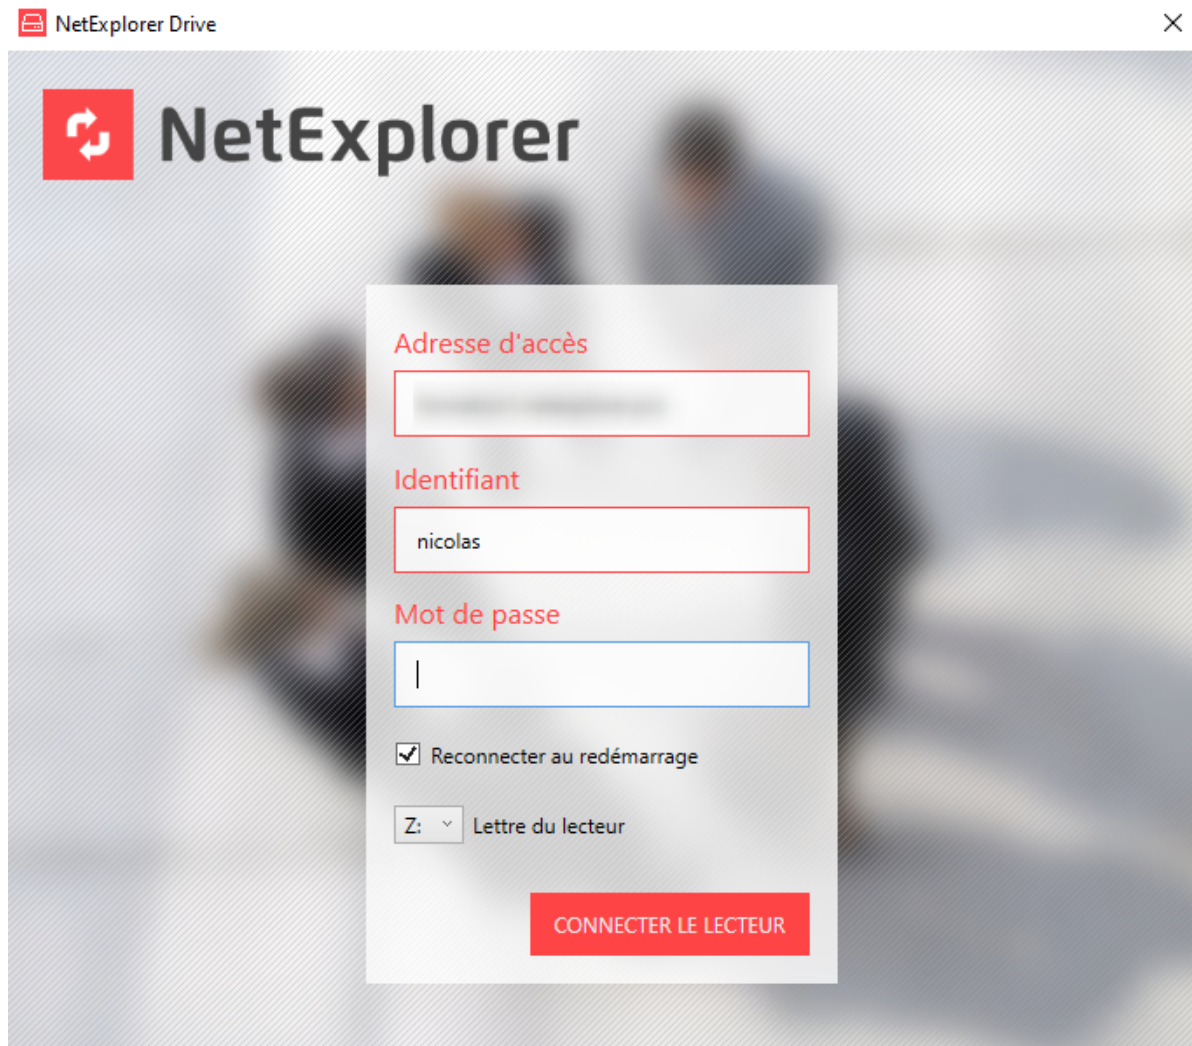 NetExplorer Drive
NetExplorer
Adresse d'accès
Identifiant
nicolas
Mot de passe
Reconnecter au redémarrage
Z: Lettre du lecteur
CONNECTER LE LECTEUR